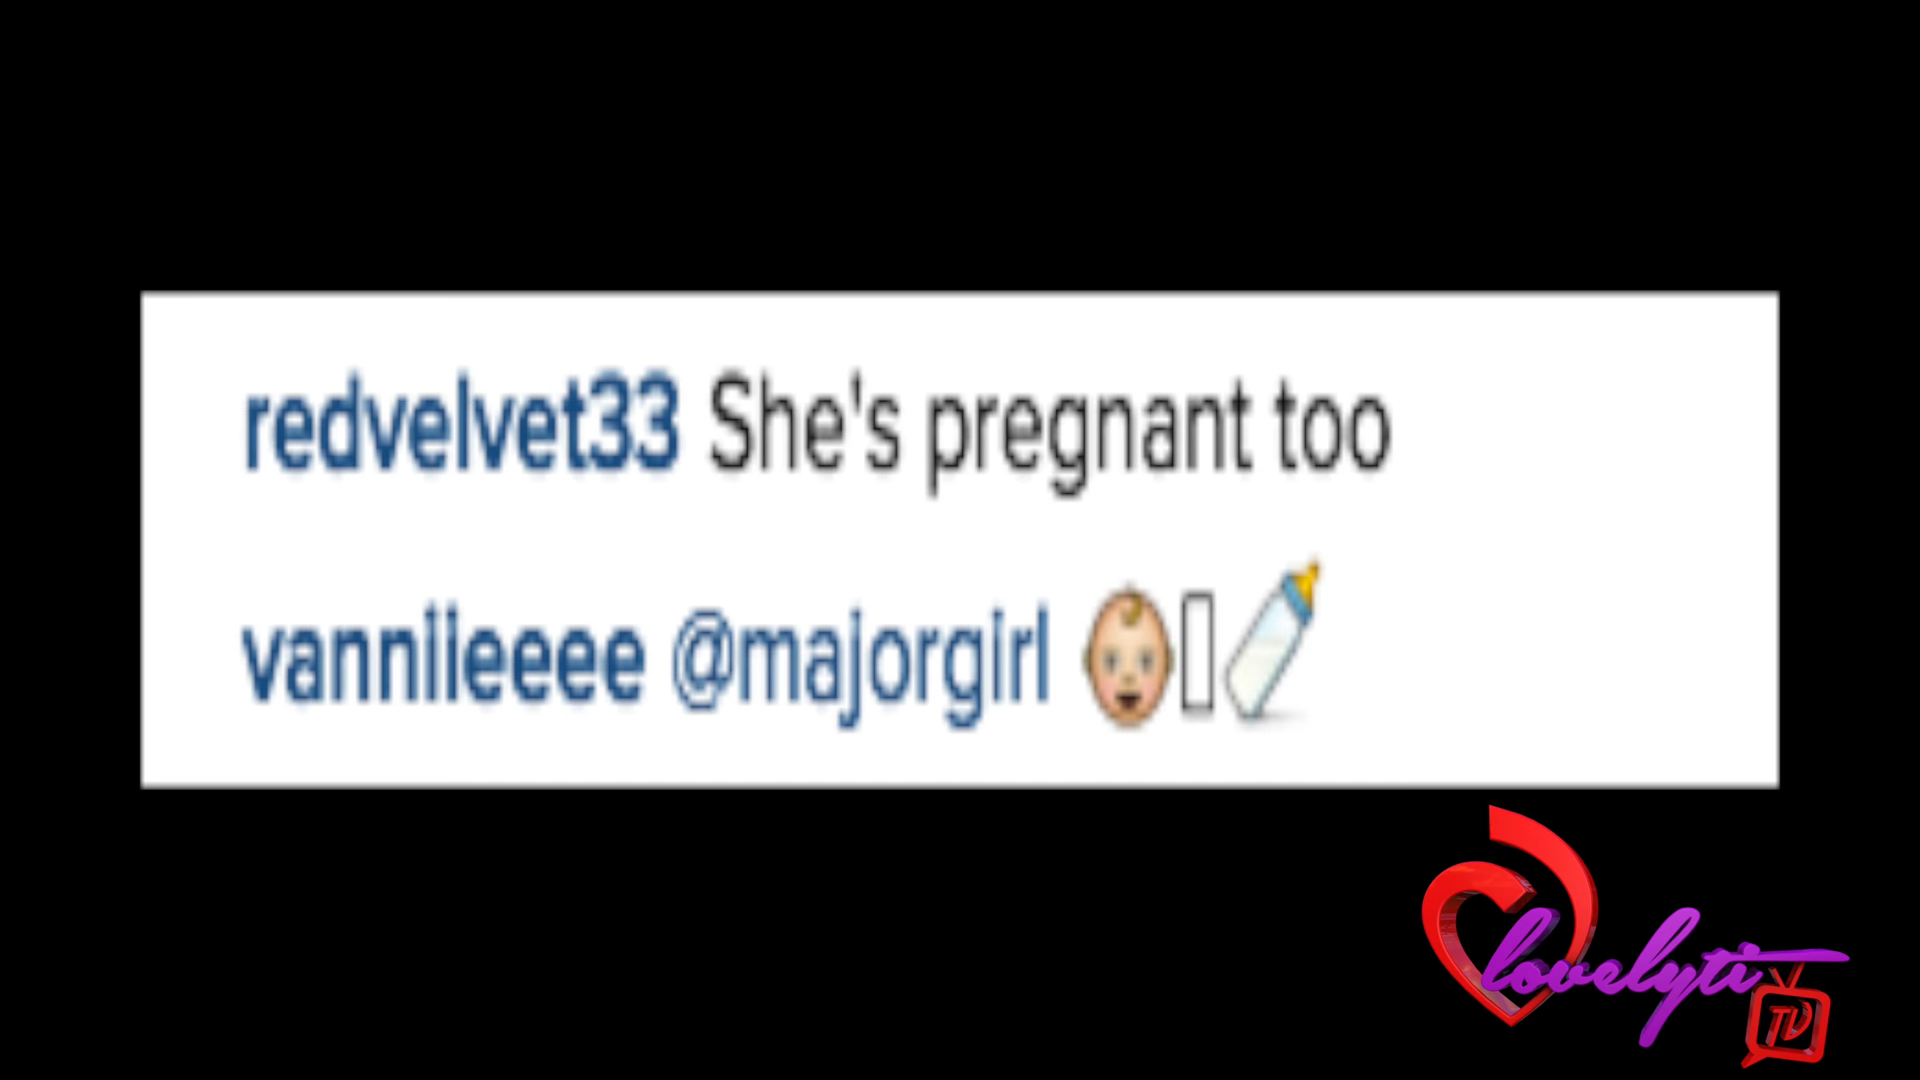 redvelvet33 She's pregnant too
vannileeee @majorgirl 👶▯🍼
lovelyti
TV